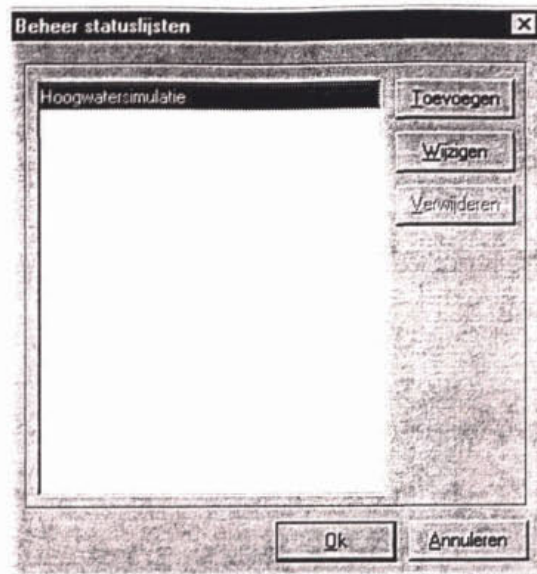 Beheer statuslijsten
Hoogwatersimulatie
Toevoegen
Wijzigen
Verwijderen
Ok
Annuleren